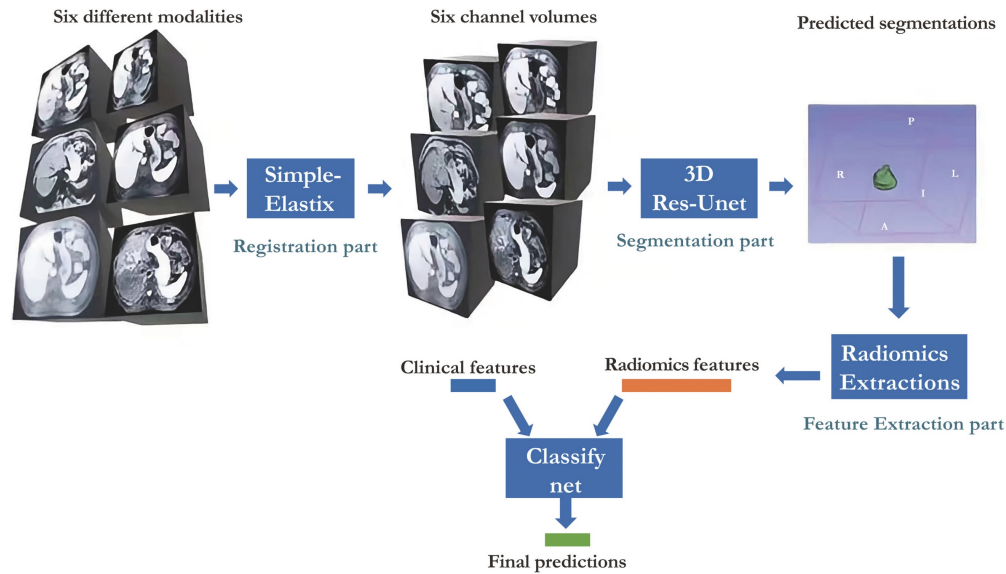 Six different modalities
Six channel volumes
Predicted segmentations
P
R
L
I
A
Simple-
Elastix
3D
Res-Unet
Registration part
Segmentation part
Radiomics
Extractions
Clinical features
Radiomics features
Feature Extraction part
Classify
net
Final predictions